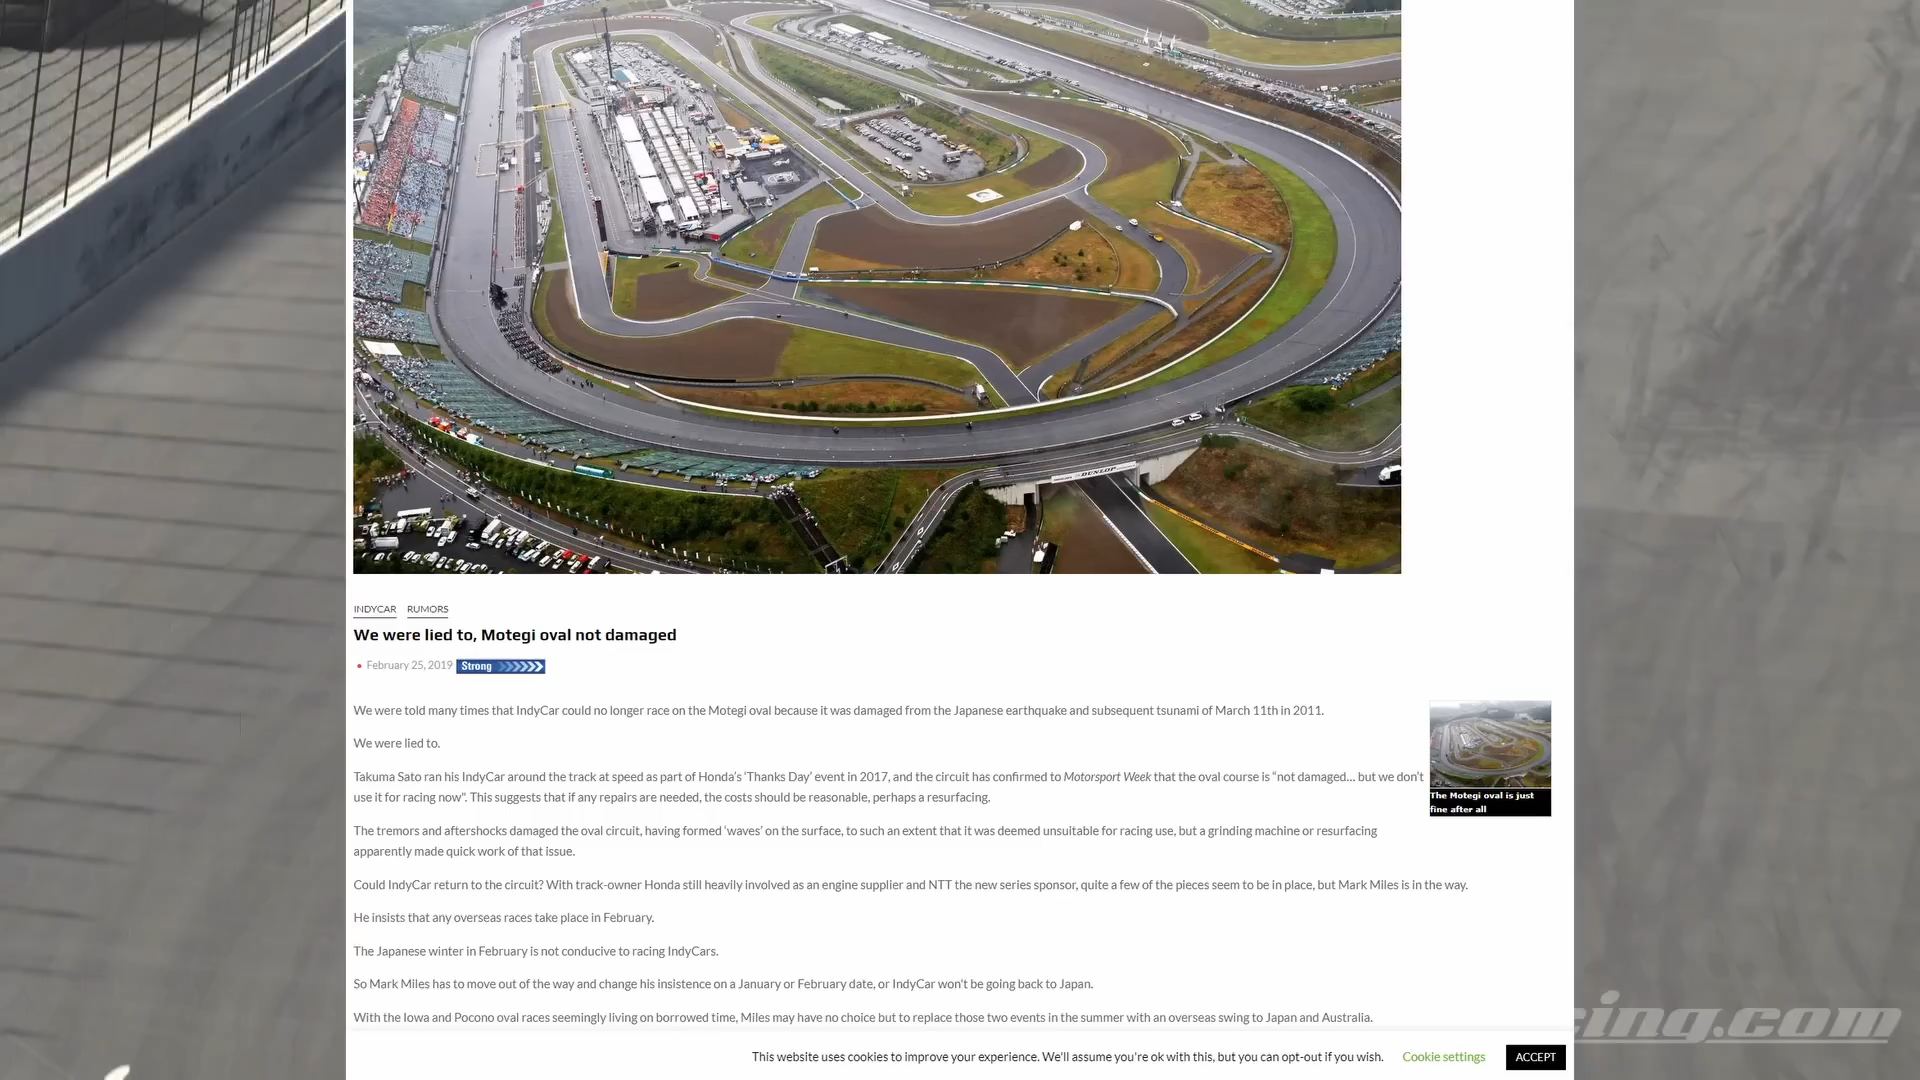 DUNLOP
INDYCAR RUMORS
We were lied to, Motegi oval not damaged
February 25, 2019 Strong
We were told many times that IndyCar could no longer race on the Motegi oval because it was damaged from the Japanese earthquake and subsequent tsunami of March 11th in 2011.
We were lied to.
Takuma Sato ran his IndyCar around the track at speed as part of Honda's 'Thanks Day' event in 2017, and the circuit has confirmed to Motorsport Week that the oval course is "not damaged... but we don't
use it for racing now". This suggests that if any repairs are needed, the costs should be reasonable, perhaps a resurfacing.
The Motegi oval is just
fine after all
The tremors and aftershocks damaged the oval circuit, having formed 'waves' on the surface, to such an extent that it was deemed unsuitable for racing use, but a grinding machine or resurfacing
apparently made quick work of that issue.
Could IndyCar return to the circuit? With track-owner Honda still heavily involved as an engine supplier and NTT the new series sponsor, quite a few of the pieces seem to be in place, but Mark Miles is in the way.
He insists that any overseas races take place in February.
The Japanese winter in February is not conducive to racing IndyCars.
So Mark Miles has to move out of the way and change his insistence on a January or February date, or IndyCar won't be going back to Japan.
With the Iowa and Pocono oval races seemingly living on borrowed time, Miles may have no choice but to replace those two events in the summer with an overseas swing to Japan and Australia.
cing.com
This website uses cookies to improve your experience. We'll assume you're ok with this, but you can opt-out if you wish. Cookie settings ACCEPT